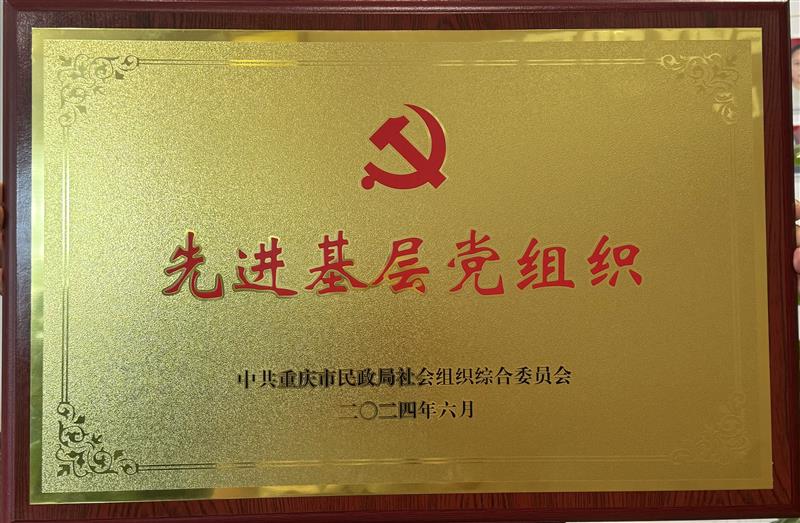 先进基层党组织
中共重庆市民政局社会组织综合委员会
二〇二四年六月